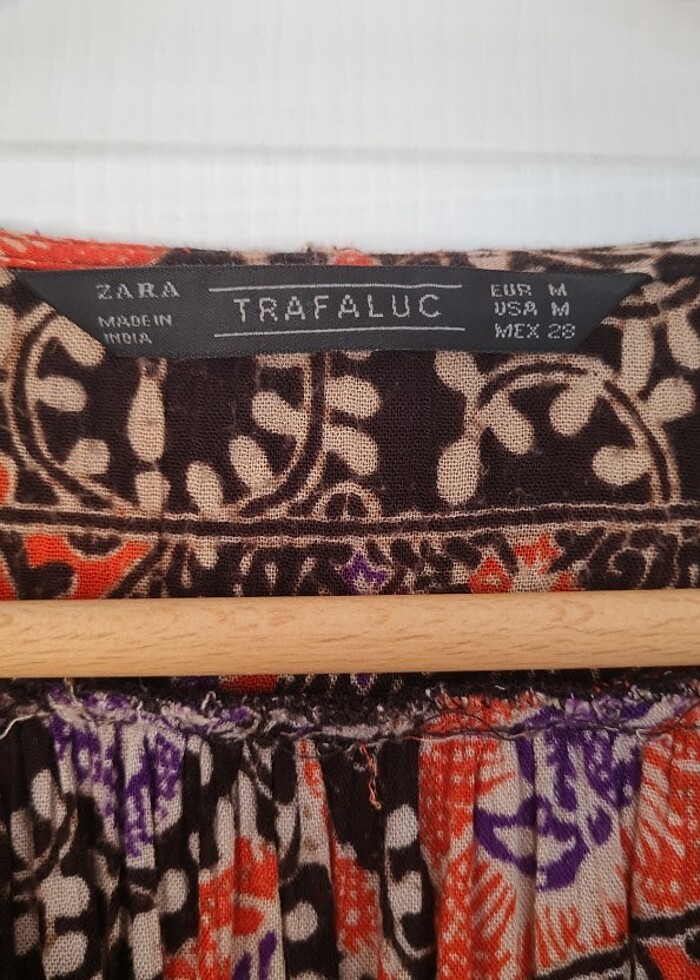 ZARA
MADE IN
INDIA
TRAFALUC
EUR M
USA M
MEX 28